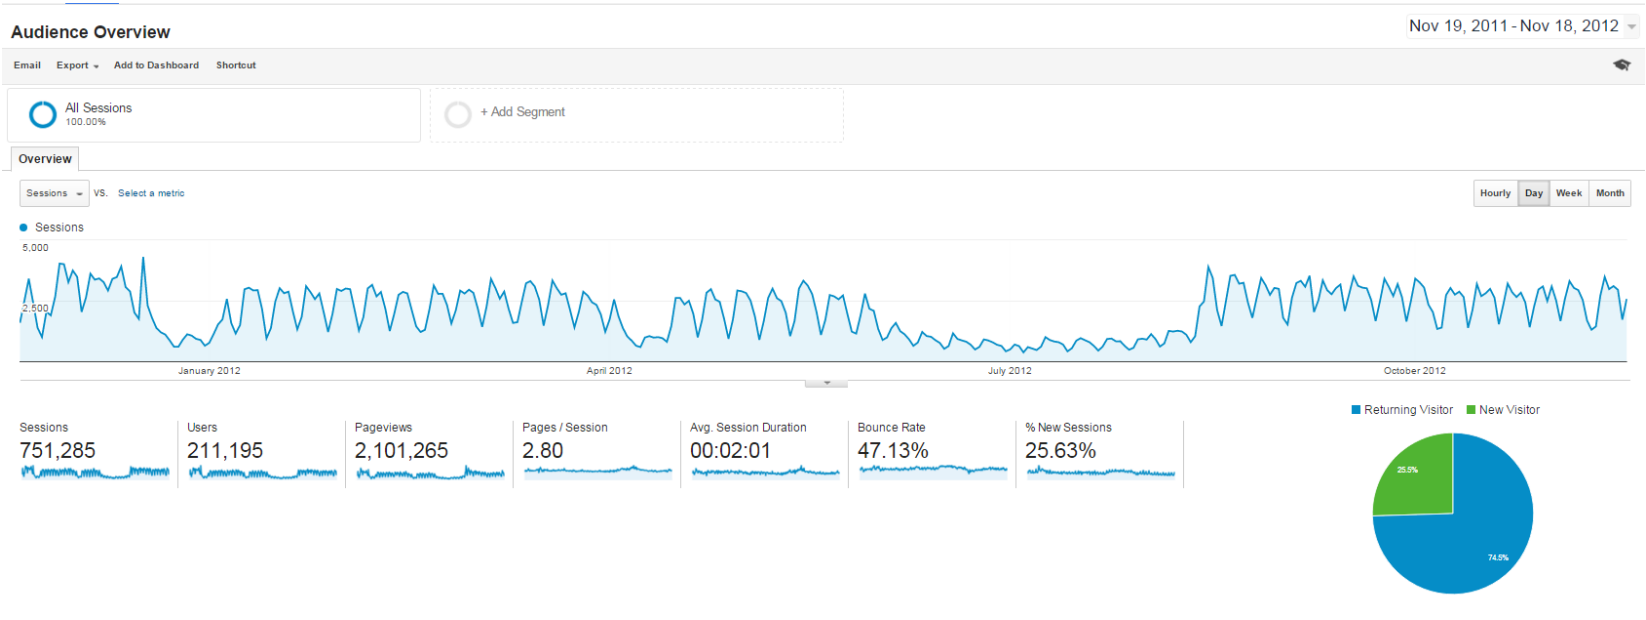 Audience Overview
Nov 19, 2011 - Nov 18, 2012
Email Export Add to Dashboard Shortcut
All Sessions
100.00%
+ Add Segment
Overview
Sessions VS. Select a metric
Hourly Day Week Month
Sessions
5,000
2,500
January 2012 April 2012 July 2012 October 2012
Returning Visitor New Visitor
Sessions
751,285
Users
211,195
Pageviews
2,101,265
Pages / Session
2.80
Avg. Session Duration
00:02:01
Bounce Rate
47.13%
% New Sessions
25.63%
25.5%
74.5%